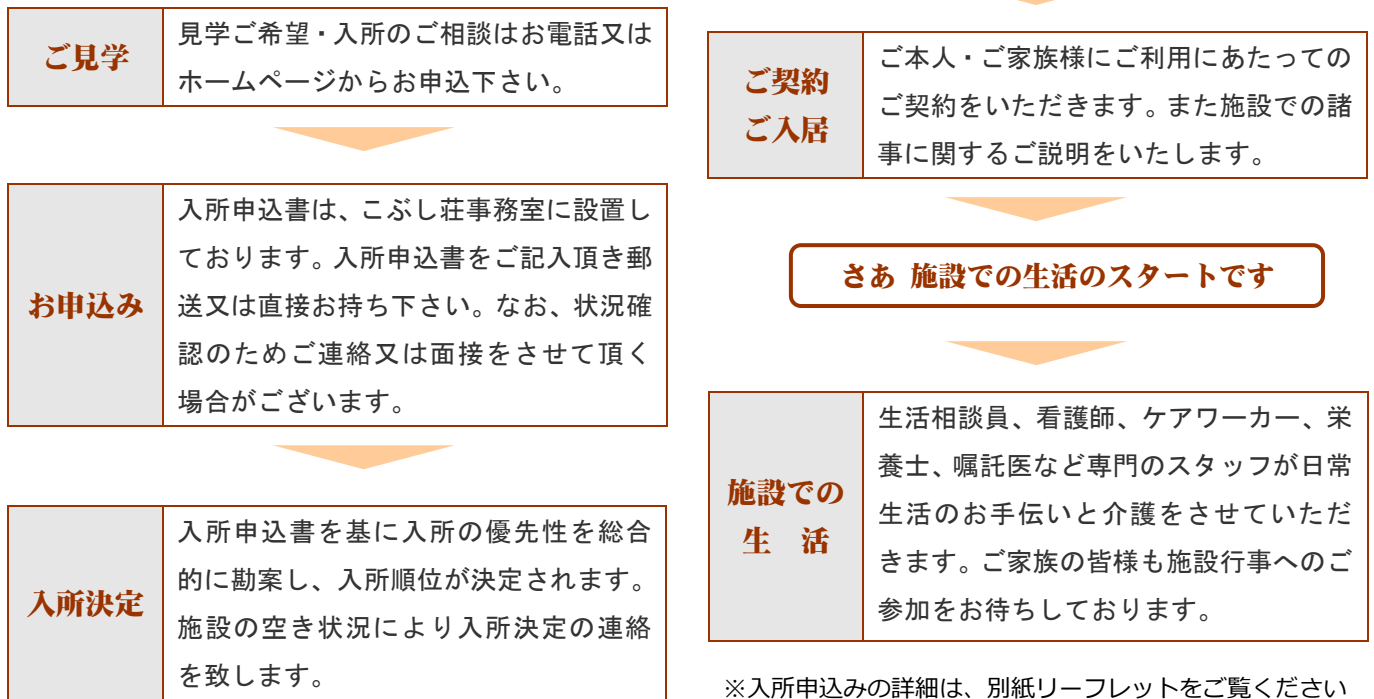 ご見学
見学ご希望・入所のご相談はお電話又は
ホームページからお申込下さい。
お申込み
入所申込書は、こぶし荘事務室に設置し
ております。入所申込書をご記入頂き郵
送又は直接お持ち下さい。なお、状況確
認のためご連絡又は面接をさせて頂く
場合がございます。
入所決定
入所申込書を基に入所の優先性を総合
的に勘案し、入所順位が決定されます。
施設の空き状況により入所決定の連絡
を致します。
ご契約
ご入居
ご本人・ご家族様にご利用にあたっての
ご契約をいただきます。また施設での諸
事に関するご説明をいたします。
さあ 施設での生活のスタートです
施設での
生　活
生活相談員、看護師、ケアワーカー、栄
養士、嘱託医など専門のスタッフが日常
生活のお手伝いと介護をさせていただ
きます。ご家族の皆様も施設行事へのご
参加をお待ちしております。
※入所申込みの詳細は、別紙リーフレットをご覧ください